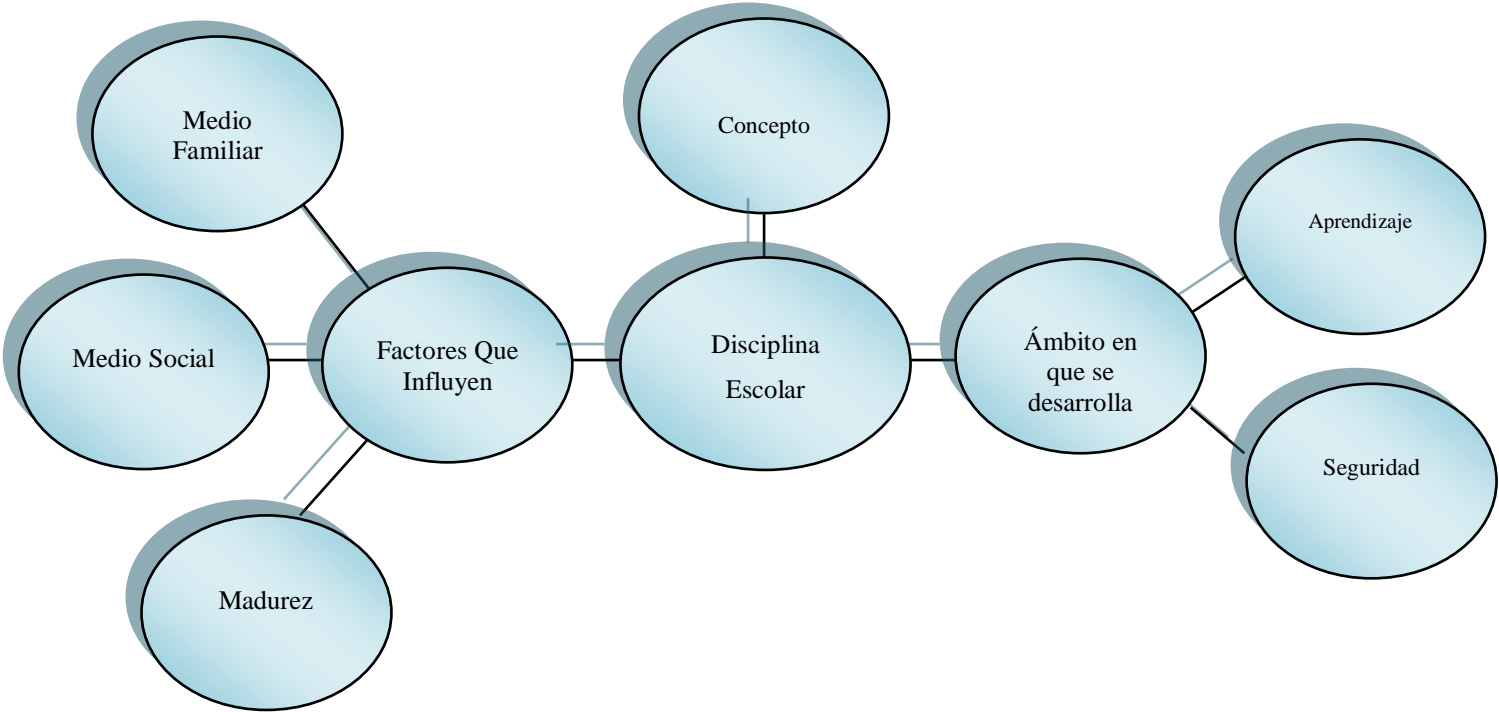 Medio
Familiar
Concepto
Aprendizaje
Medio Social
Factores Que
Influyen
Disciplina
Escolar
Ámbito en
que se
desarrolla
Seguridad
Madurez